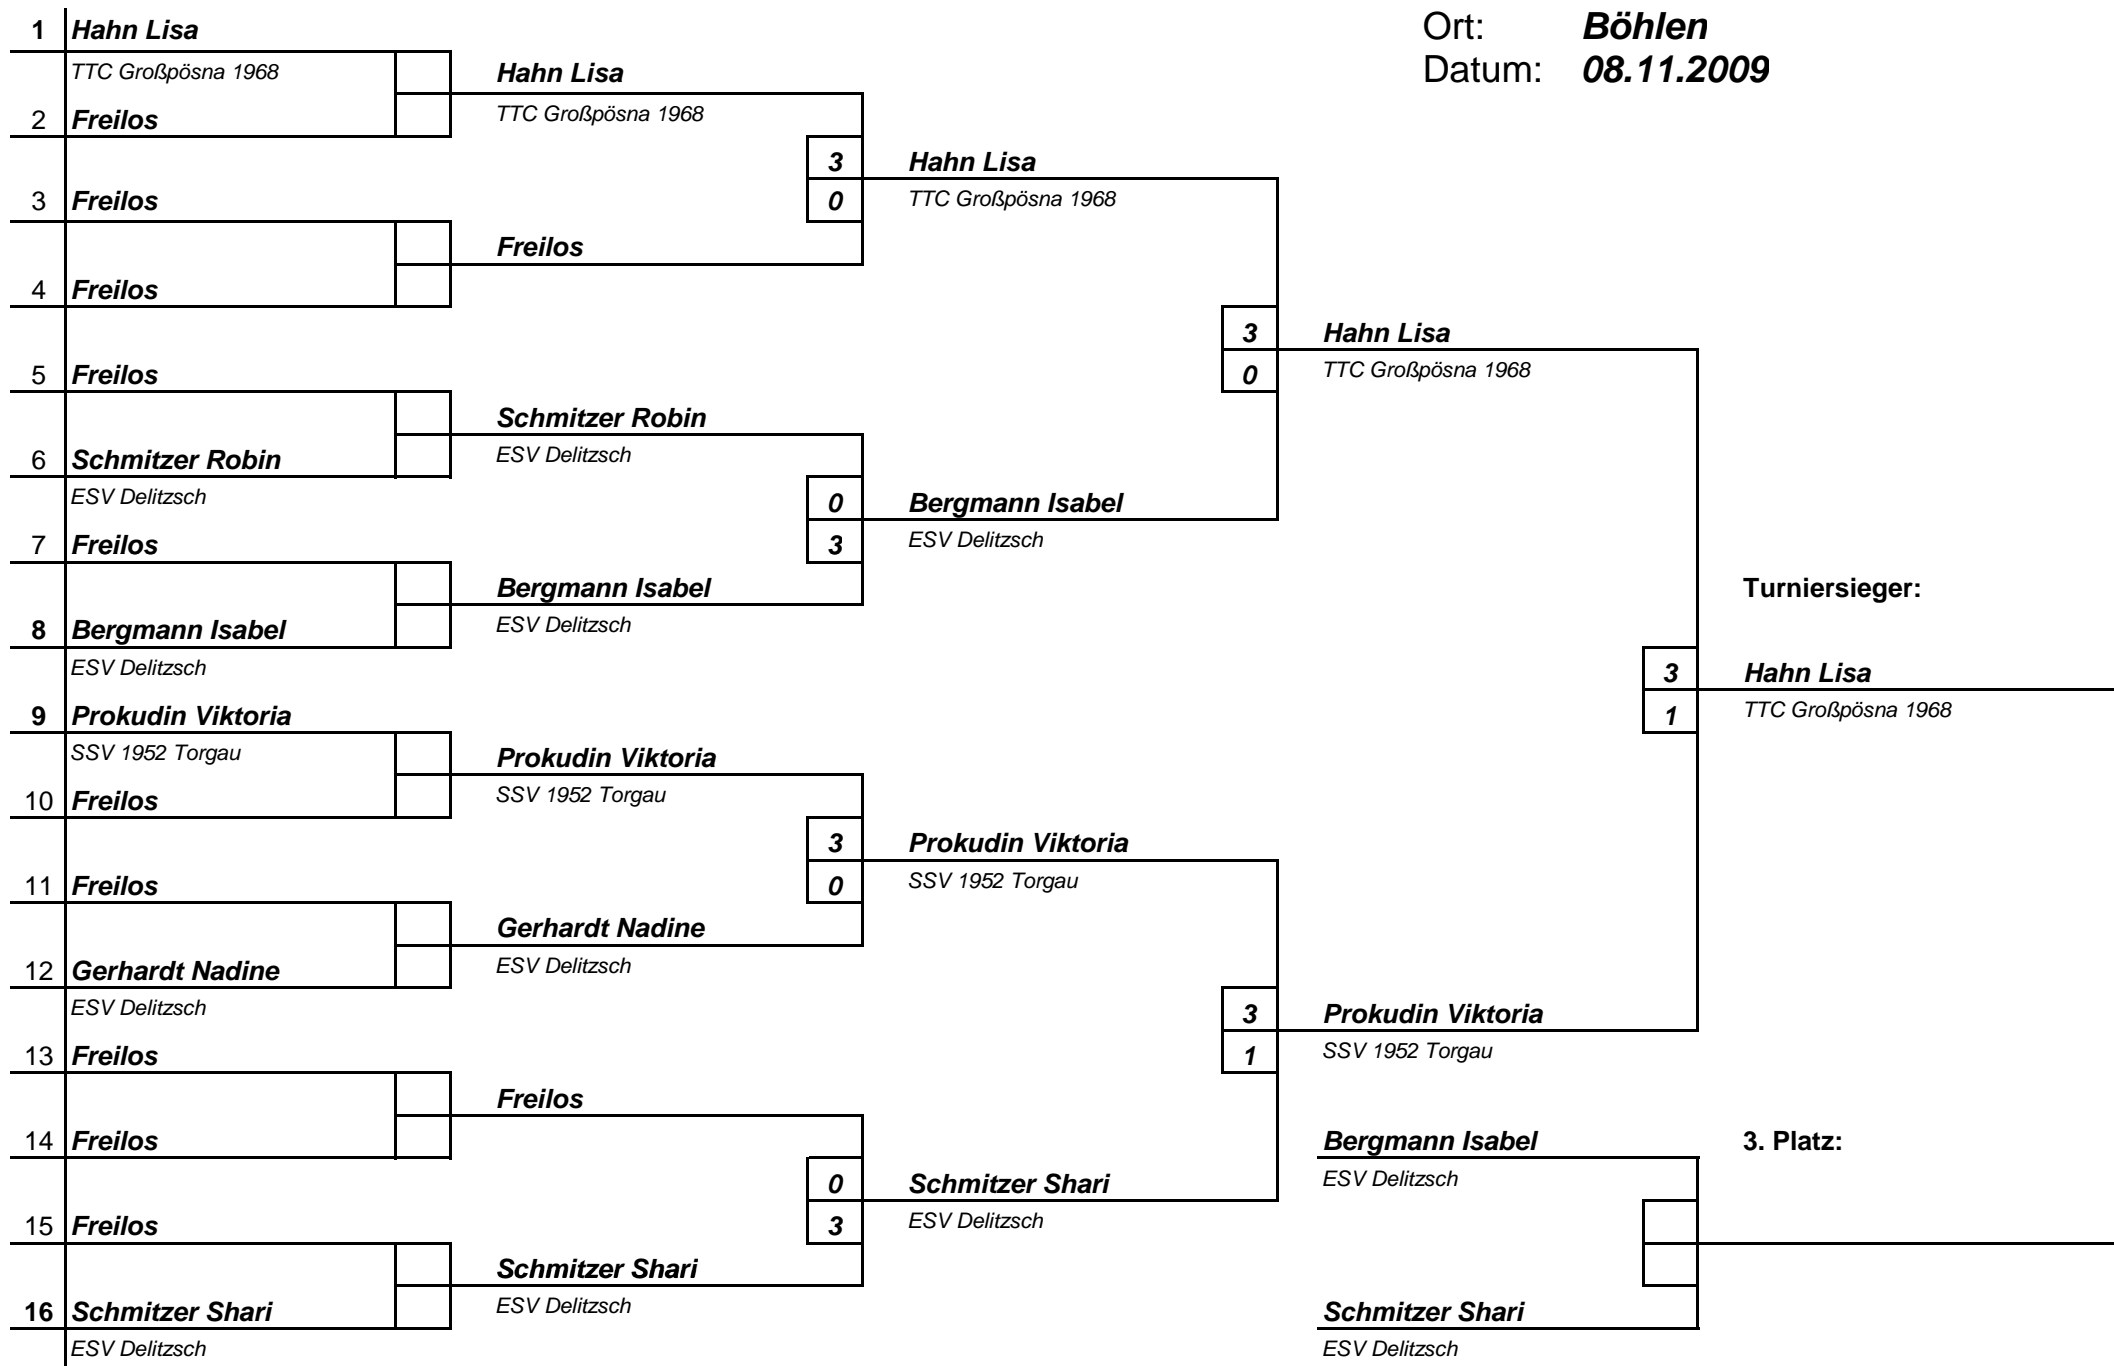 Ort: Böhlen
Datum: 08.11.2009
1 Hahn Lisa
TTC Großpösna 1968
2 Freilos
3 Freilos
4 Freilos
5 Freilos
6 Schmitzer Robin
ESV Delitzsch
7 Freilos
8 Bergmann Isabel
ESV Delitzsch
9 Prokudin Viktoria
SSV 1952 Torgau
10 Freilos
11 Freilos
12 Gerhardt Nadine
ESV Delitzsch
13 Freilos
14 Freilos
15 Freilos
16 Schmitzer Shari
ESV Delitzsch
Hahn Lisa
TTC Großpösna 1968
Freilos
Schmitzer Robin
ESV Delitzsch
Bergmann Isabel
ESV Delitzsch
Prokudin Viktoria
SSV 1952 Torgau
Gerhardt Nadine
ESV Delitzsch
Freilos
Schmitzer Shari
ESV Delitzsch
3 Hahn Lisa
0 TTC Großpösna 1968
0 Bergmann Isabel
3 ESV Delitzsch
3 Prokudin Viktoria
0 SSV 1952 Torgau
0 Schmitzer Shari
3 ESV Delitzsch
3 Hahn Lisa
0 TTC Großpösna 1968
3 Prokudin Viktoria
1 SSV 1952 Torgau
Turniersieger:
3 Hahn Lisa
1 TTC Großpösna 1968
Bergmann Isabel 3. Platz:
ESV Delitzsch
Schmitzer Shari
ESV Delitzsch